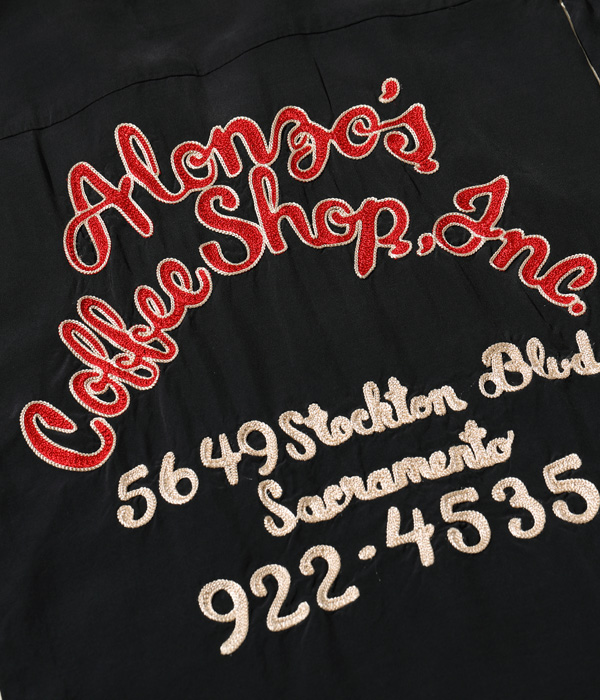 Alonzo's
Coffee Shop, Inc.
5649 Stockton Blvd
Sacramento
922-4535